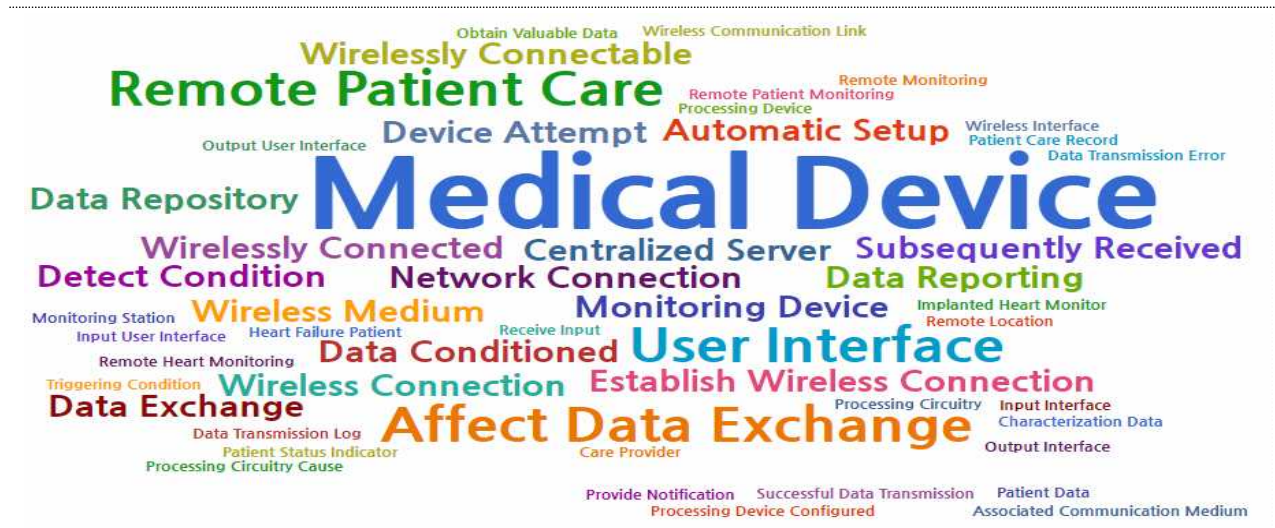 Obtain Valuable Data Wireless Communication Link
Wirelessly Connectable
Remote Patient Care Remote Monitoring
Remote Patient Monitoring
Processing Device
Device Attempt Automatic Setup Wireless Interface
Output User Interface Patient Care Record
Data Transmission Error
Data Repository Medical Device
Wirelessly Connected Centralized Server Subsequently Received
Detect Condition Network Connection Data Reporting
Wireless Medium Monitoring Device Implanted Heart Monitor
Monitoring Station Remote Location
Input User Interface Heart Failure Patient Receive Input
Remote Heart Monitoring Data Conditioned User Interface
Triggering Condition Wireless Connection Establish Wireless Connection
Data Exchange Processing Circuitry Input Interface
Data Transmission Log Affect Data Exchange Characterization Data
Patient Status Indicator Care Provider Output Interface
Processing Circuitry Cause
Provide Notification Successful Data Transmission Patient Data
Processing Device Configured Associated Communication Medium